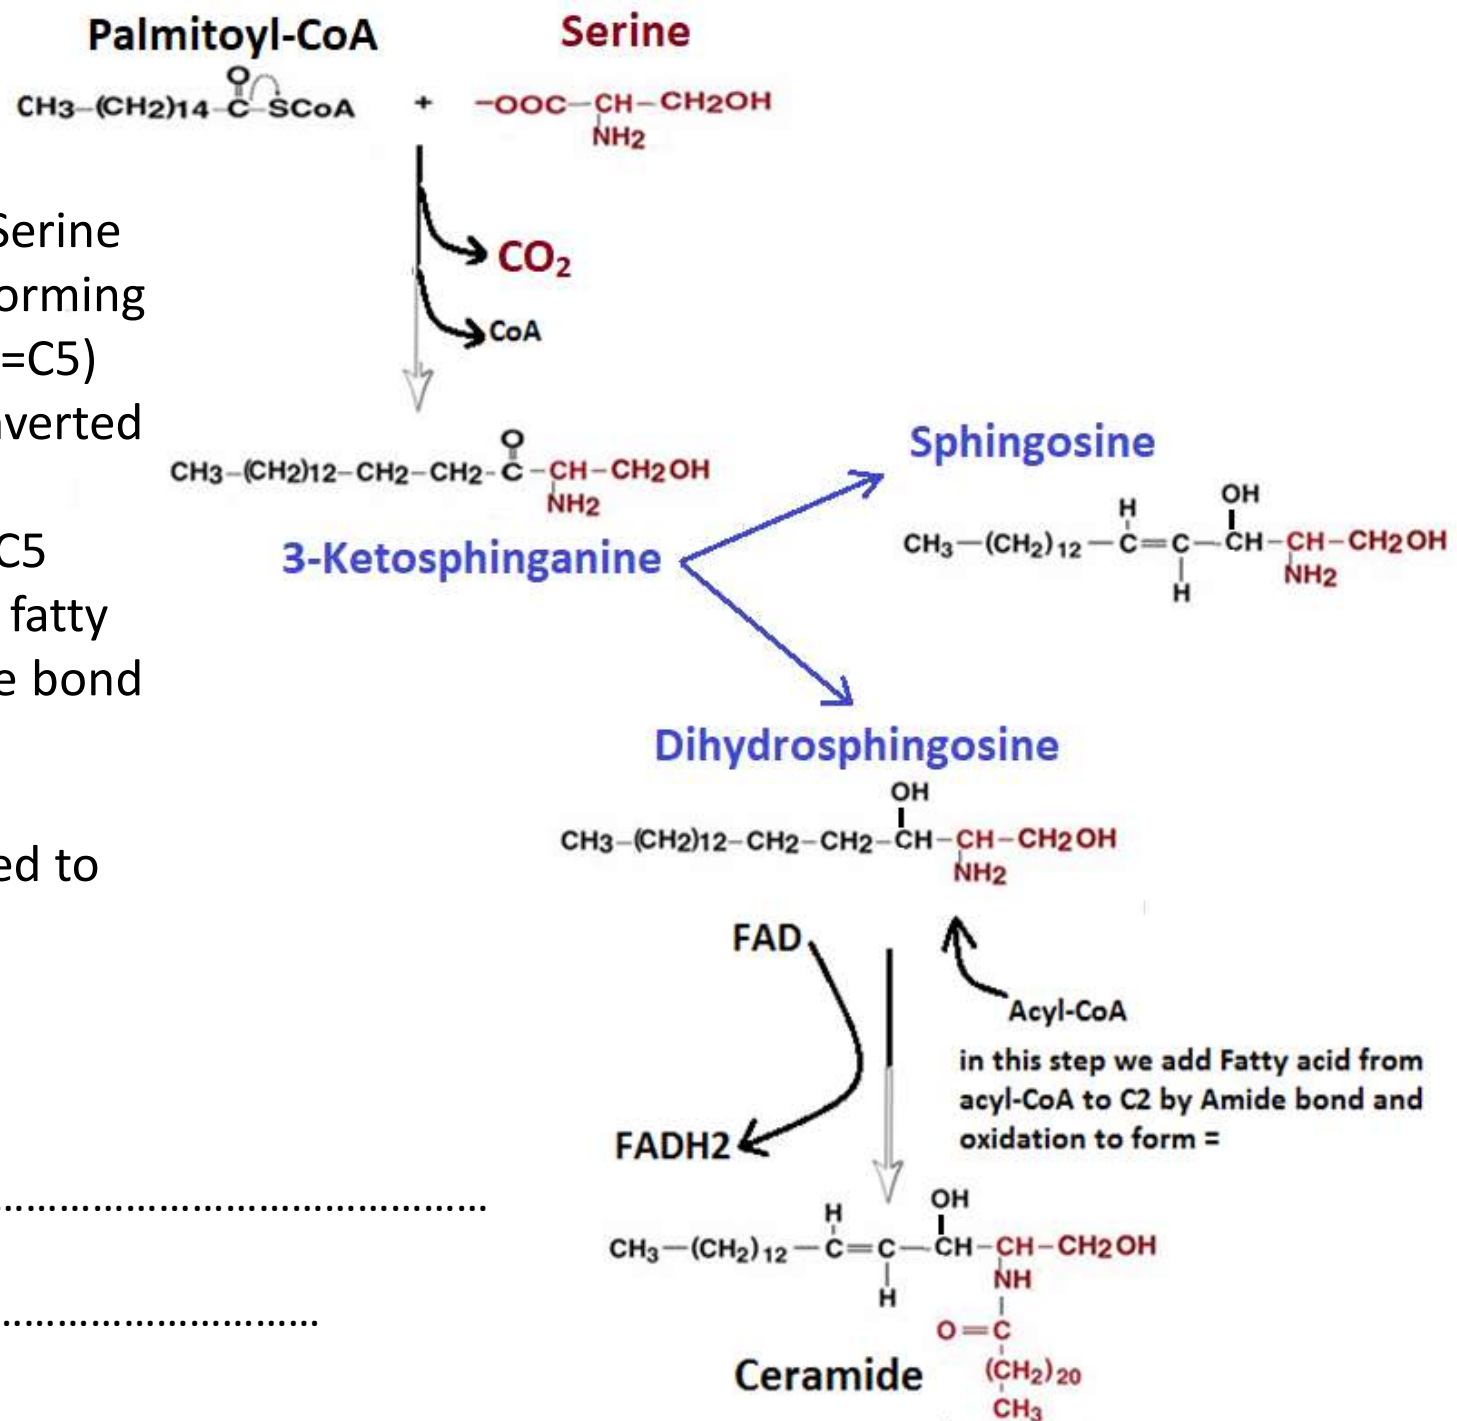 Palmitoyl-CoA
Serine
O
CH3-(CH2)14-C-SCoA
+
-OOC-CH-CH2OH
NH2
Serine
orming
=C5)
verted
C5
fatty
e bond
ed to
CO2
CoA
O
CH3-(CH2)12-CH2-CH2-C-CH-CH2OH
NH2
3-Ketosphinganine
Sphingosine
OH
H
CH3-(CH2)12-C=C-CH-CH-CH2OH
NH2
H
Dihydrosphingosine
OH
CH3-(CH2)12-CH2-CH2-CH-CH-CH2OH
NH2
FAD
Acyl-CoA
in this step we add Fatty acid from
acyl-CoA to C2 by Amide bond and
oxidation to form =
FADH2
OH
H
CH3-(CH2)12-C=C-CH-CH-CH2OH
NH
H
O=C
(CH2)20
CH3
Ceramide